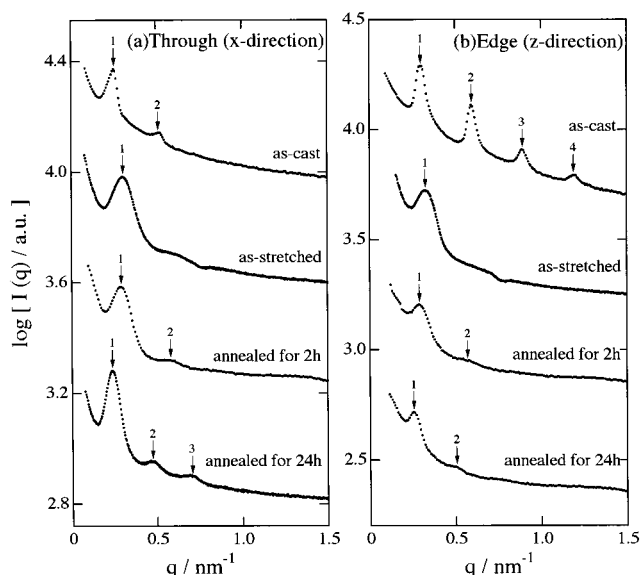 (a)Through (x-direction)
4.4
1
2
as-cast
4.0
1
as-stretched
3.6
1
2
annealed for 2h
3.2
1
2
3
annealed for 24h
2.8
0
0.5
1.0
1.5
q / nm-1
log [ I (q) / a.u. ]
(b)Edge (z-direction)
4.5
1
2
3
4
as-cast
4.0
1
as-stretched
3.5
1
2
annealed for 2h
3.0
1
2
annealed for 24h
2.5
0
0.5
1.0
1.5
q / nm-1